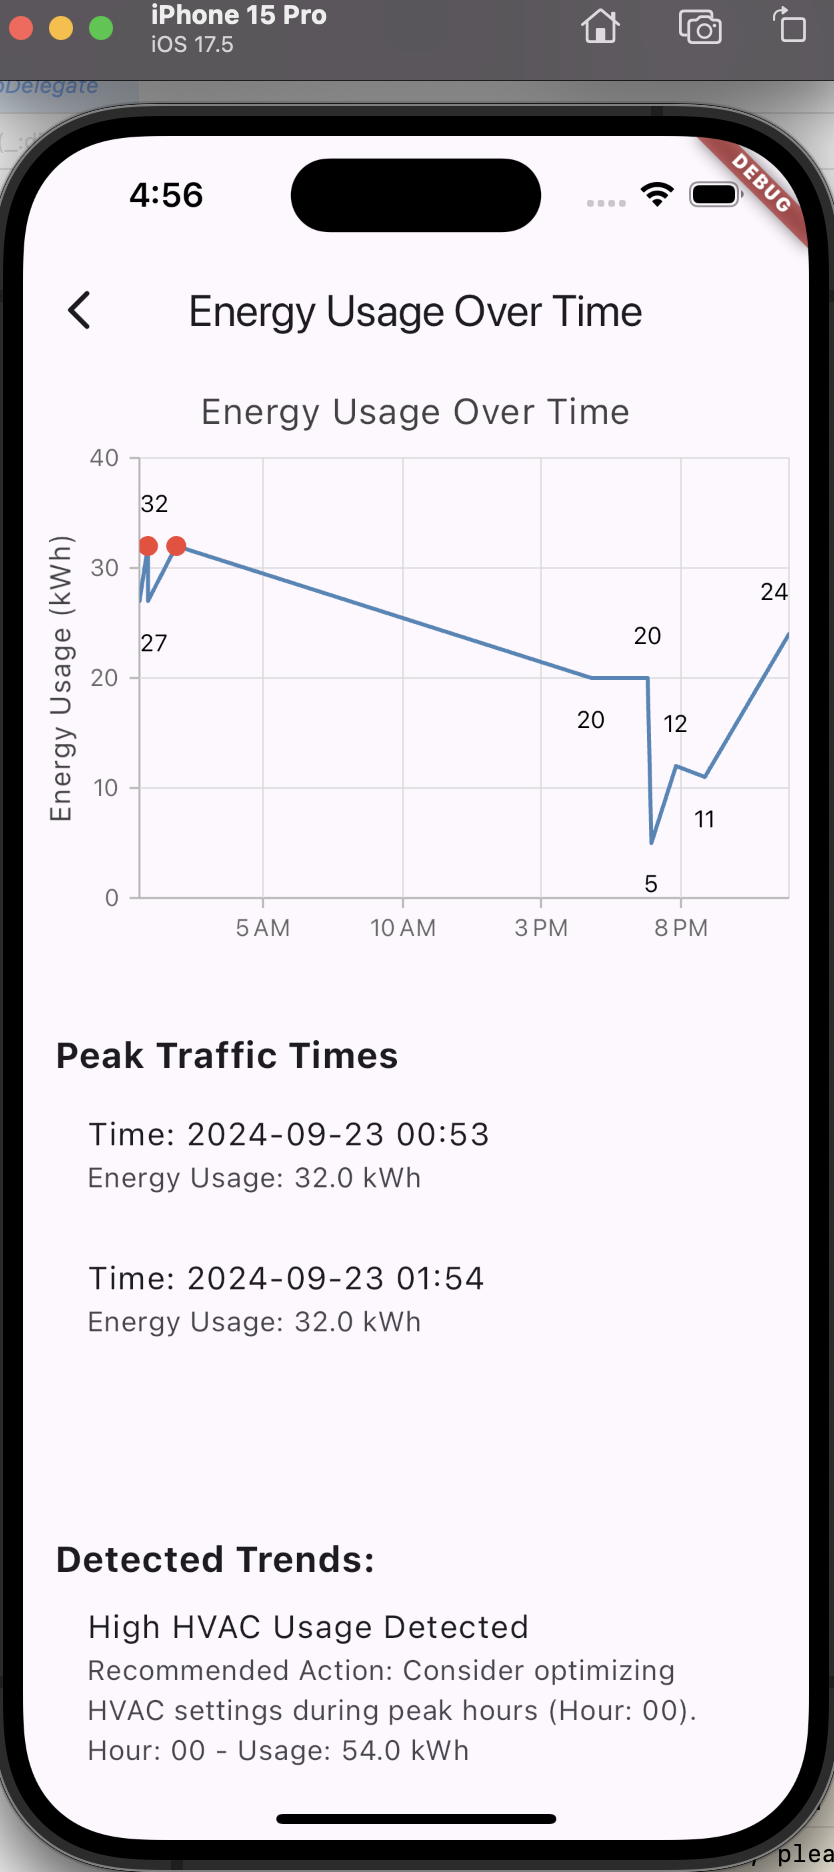 iPhone 15 Pro
iOS 17.5
Delegate
4:56
DEBUG
Energy Usage Over Time
Energy Usage Over Time
Energy Usage (kWh)
40
30
20
10
0
32
27
20
20
12
11
5
24
5 AM
10 AM
3 PM
8 PM
Peak Traffic Times
Time: 2024-09-23 00:53
Energy Usage: 32.0 kWh
Time: 2024-09-23 01:54
Energy Usage: 32.0 kWh
Detected Trends:
High HVAC Usage Detected
Recommended Action: Consider optimizing
HVAC settings during peak hours (Hour: 00).
Hour: 00 - Usage: 54.0 kWh
, plea